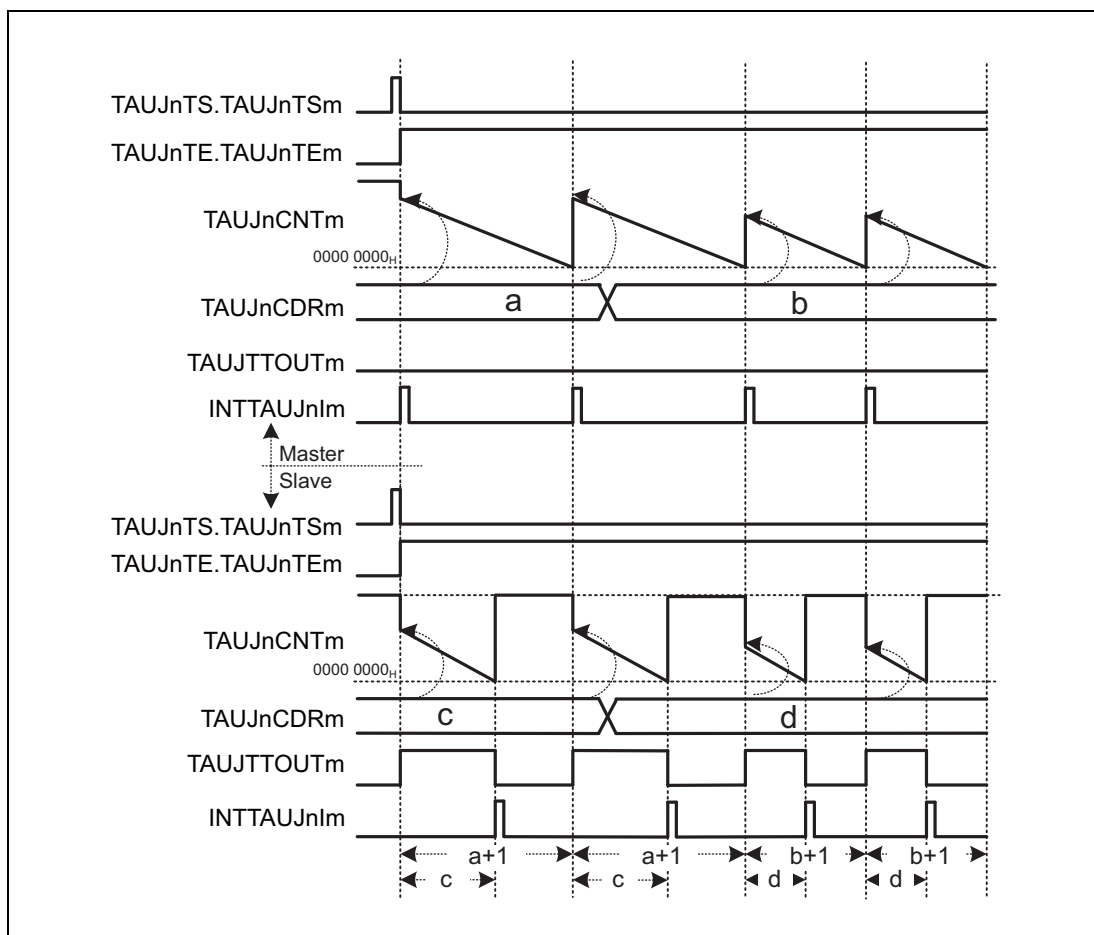 TAUJnTS.TAUJnTSm
TAUJnTE.TAUJnTEm
TAUJnCNTm
0000 0000H
TAUJnCDRm
a
b
TAUJTTOUTm
INTTAUJnIm
Master
Slave
TAUJnTS.TAUJnTSm
TAUJnTE.TAUJnTEm
TAUJnCNTm
0000 0000H
TAUJnCDRm
c
d
TAUJTTOUTm
INTTAUJnIm
a+1 a+1 b+1 b+1
c c d d